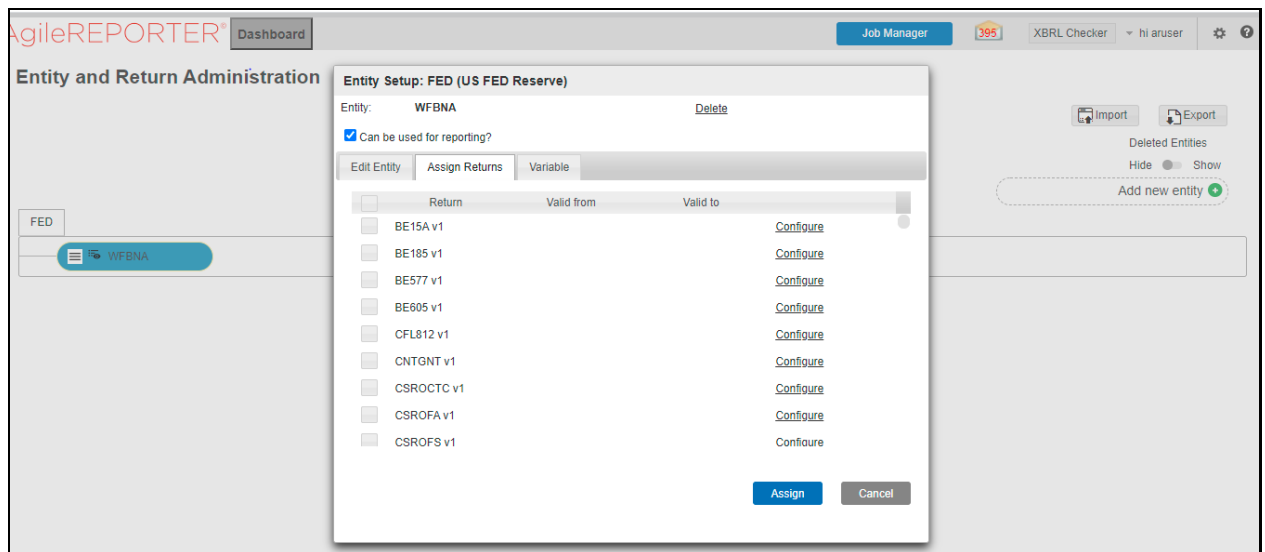 AgileREPORTER® Dashboard
Job Manager
395
XBRL Checker
hi aruser
Entity and Return Administration
Import
Export
Deleted Entities
Hide Show
Add new entity
FED
WFBNA
Entity Setup: FED (US FED Reserve)
Entity: WFBNA Delete
Can be used for reporting?
Edit Entity Assign Returns Variable
Return Valid from Valid to
BE15A v1 Configure
BE185 v1 Configure
BE577 v1 Configure
BE605 v1 Configure
CFL812 v1 Configure
CNTGNT v1 Configure
CSROCTC v1 Configure
CSROFA v1 Configure
CSROFS v1 Configure
Assign Cancel